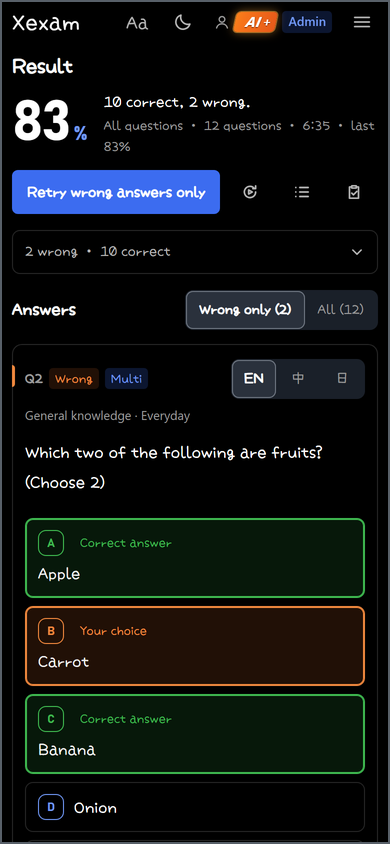 Xexam Aa AI+ Admin
Result
83%
10 correct, 2 wrong.
All questions • 12 questions • 6:35 • last
83%
Retry wrong answers only
2 wrong • 10 correct
Answers Wrong only (2) All (12)
Q2 Wrong Multi EN 中 日
General knowledge · Everyday
Which two of the following are fruits?
(Choose 2)
A Correct answer
Apple
B Your choice
Carrot
C Correct answer
Banana
D Onion